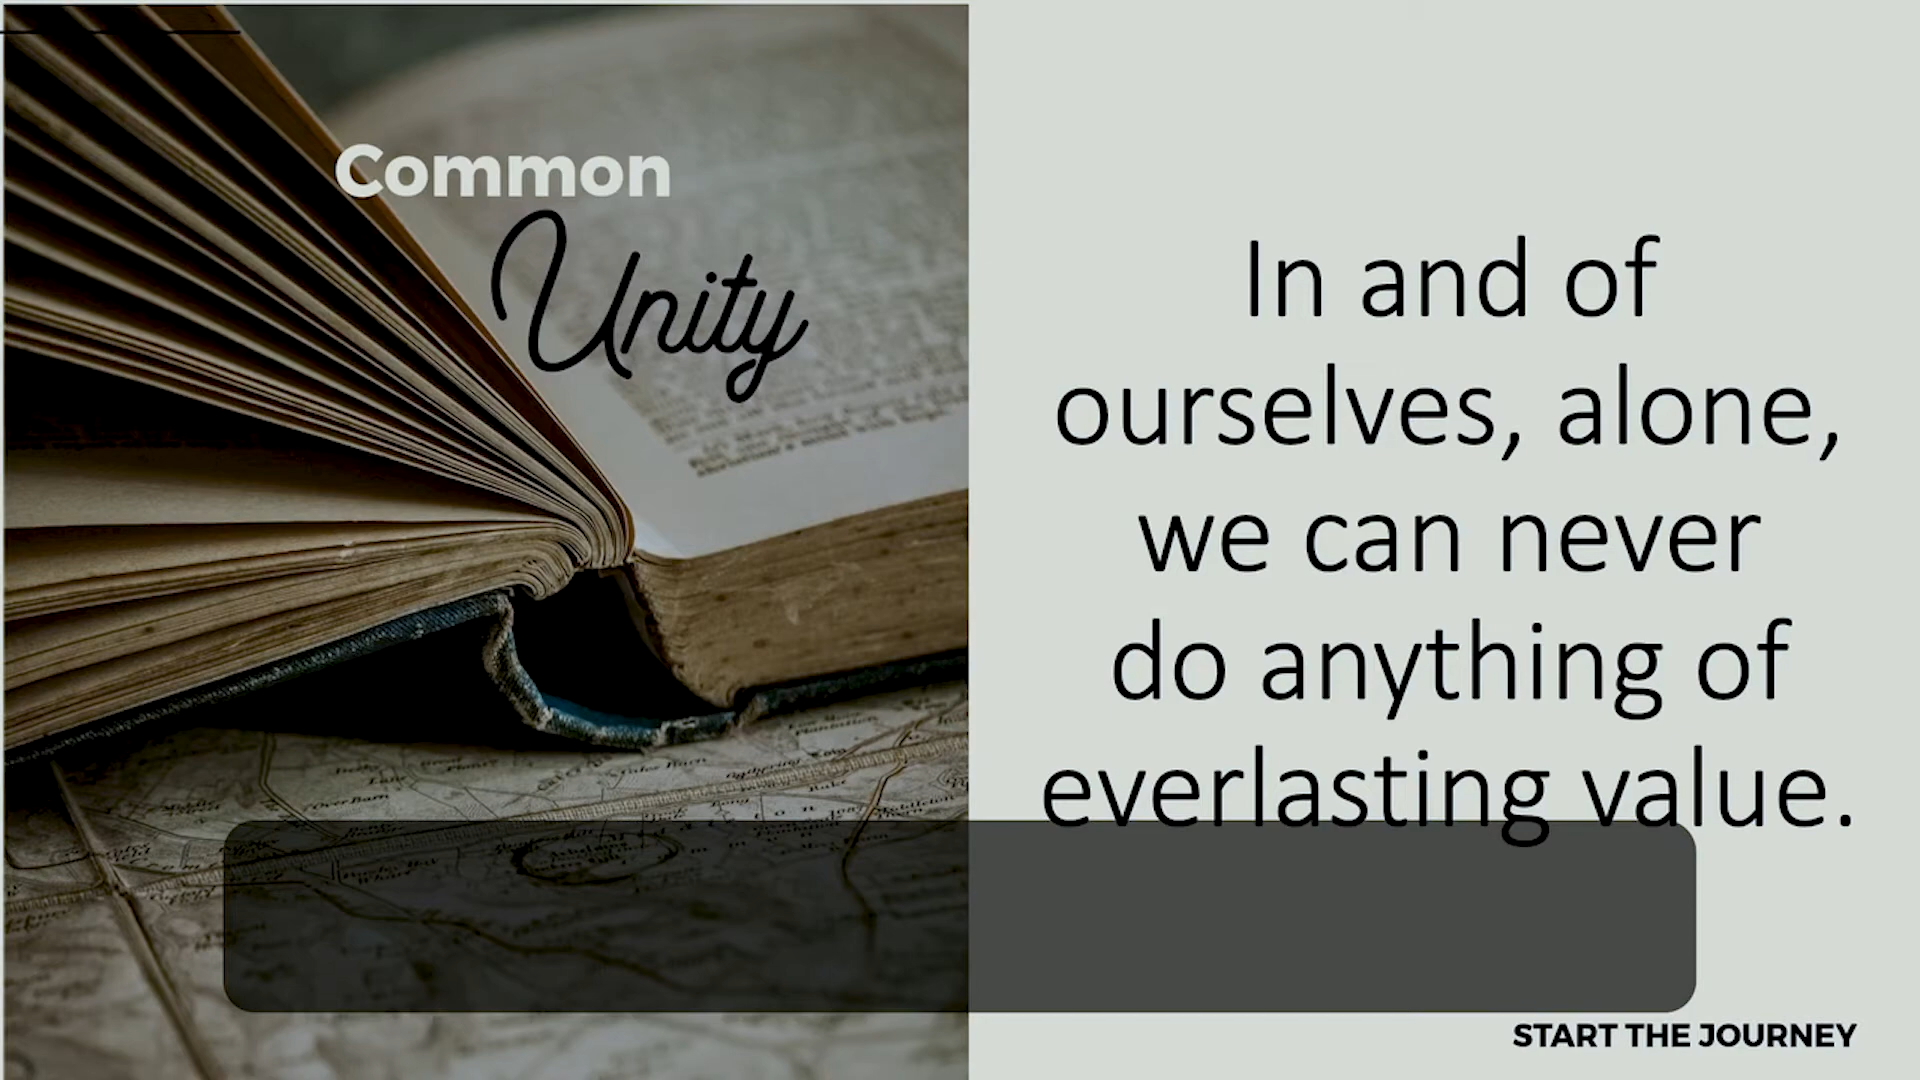 Common
Unity
In and of
ourselves, alone,
we can never
do anything of
everlasting value.
START THE JOURNEY